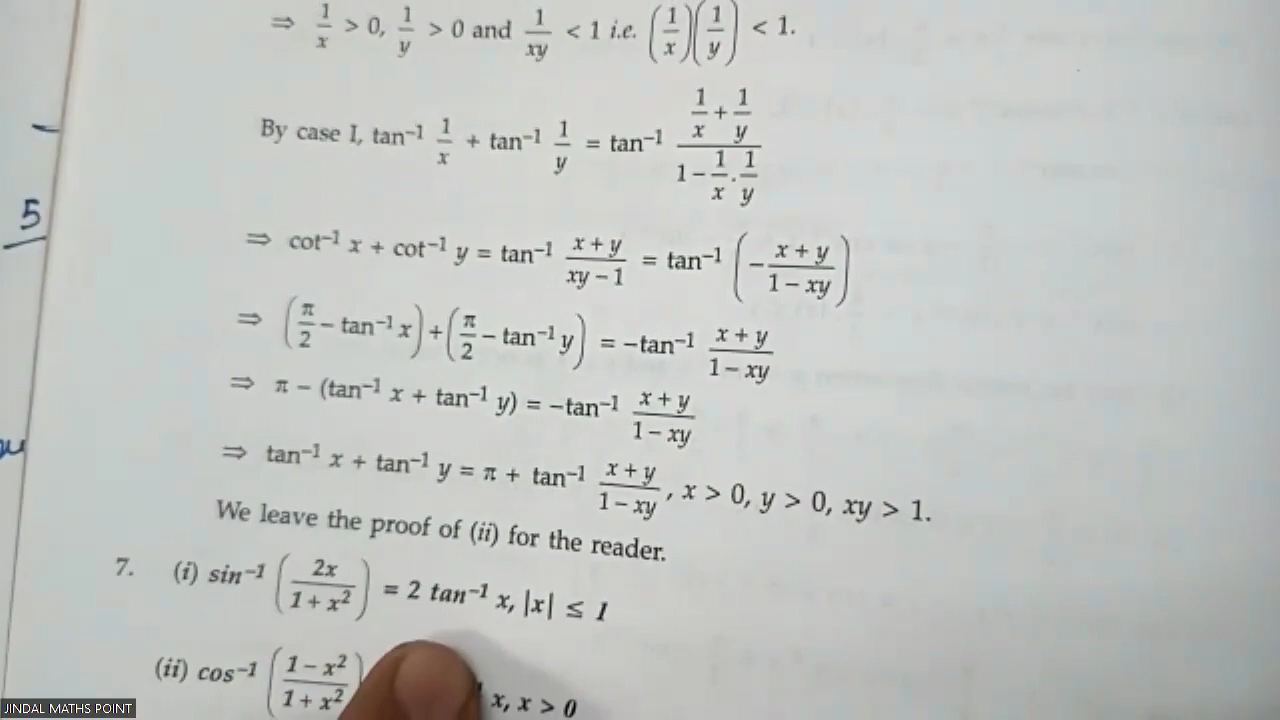 ⇒ 1/x > 0, 1/y > 0 and 1/xy < 1 i.e. (1/x)(1/y) < 1.
By case I, tan⁻¹ 1/x + tan⁻¹ 1/y = tan⁻¹ (1/x + 1/y)/(1 − 1/x . 1/y)
5
⇒ cot⁻¹ x + cot⁻¹ y = tan⁻¹ (x + y)/(xy − 1) = tan⁻¹ (− (x + y)/(1 − xy))
⇒ (π/2 − tan⁻¹ x) + (π/2 − tan⁻¹ y) = −tan⁻¹ (x + y)/(1 − xy)
⇒ π − (tan⁻¹ x + tan⁻¹ y) = −tan⁻¹ (x + y)/(1 − xy)
⇒ tan⁻¹ x + tan⁻¹ y = π + tan⁻¹ (x + y)/(1 − xy), x > 0, y > 0, xy > 1.
We leave the proof of (ii) for the reader.
7. (i) sin⁻¹ (2x/(1 + x²)) = 2 tan⁻¹ x, |x| ≤ 1
(ii) cos⁻¹ ((1 − x²)/(1 + x²)) x, x > 0
JINDAL MATHS POINT